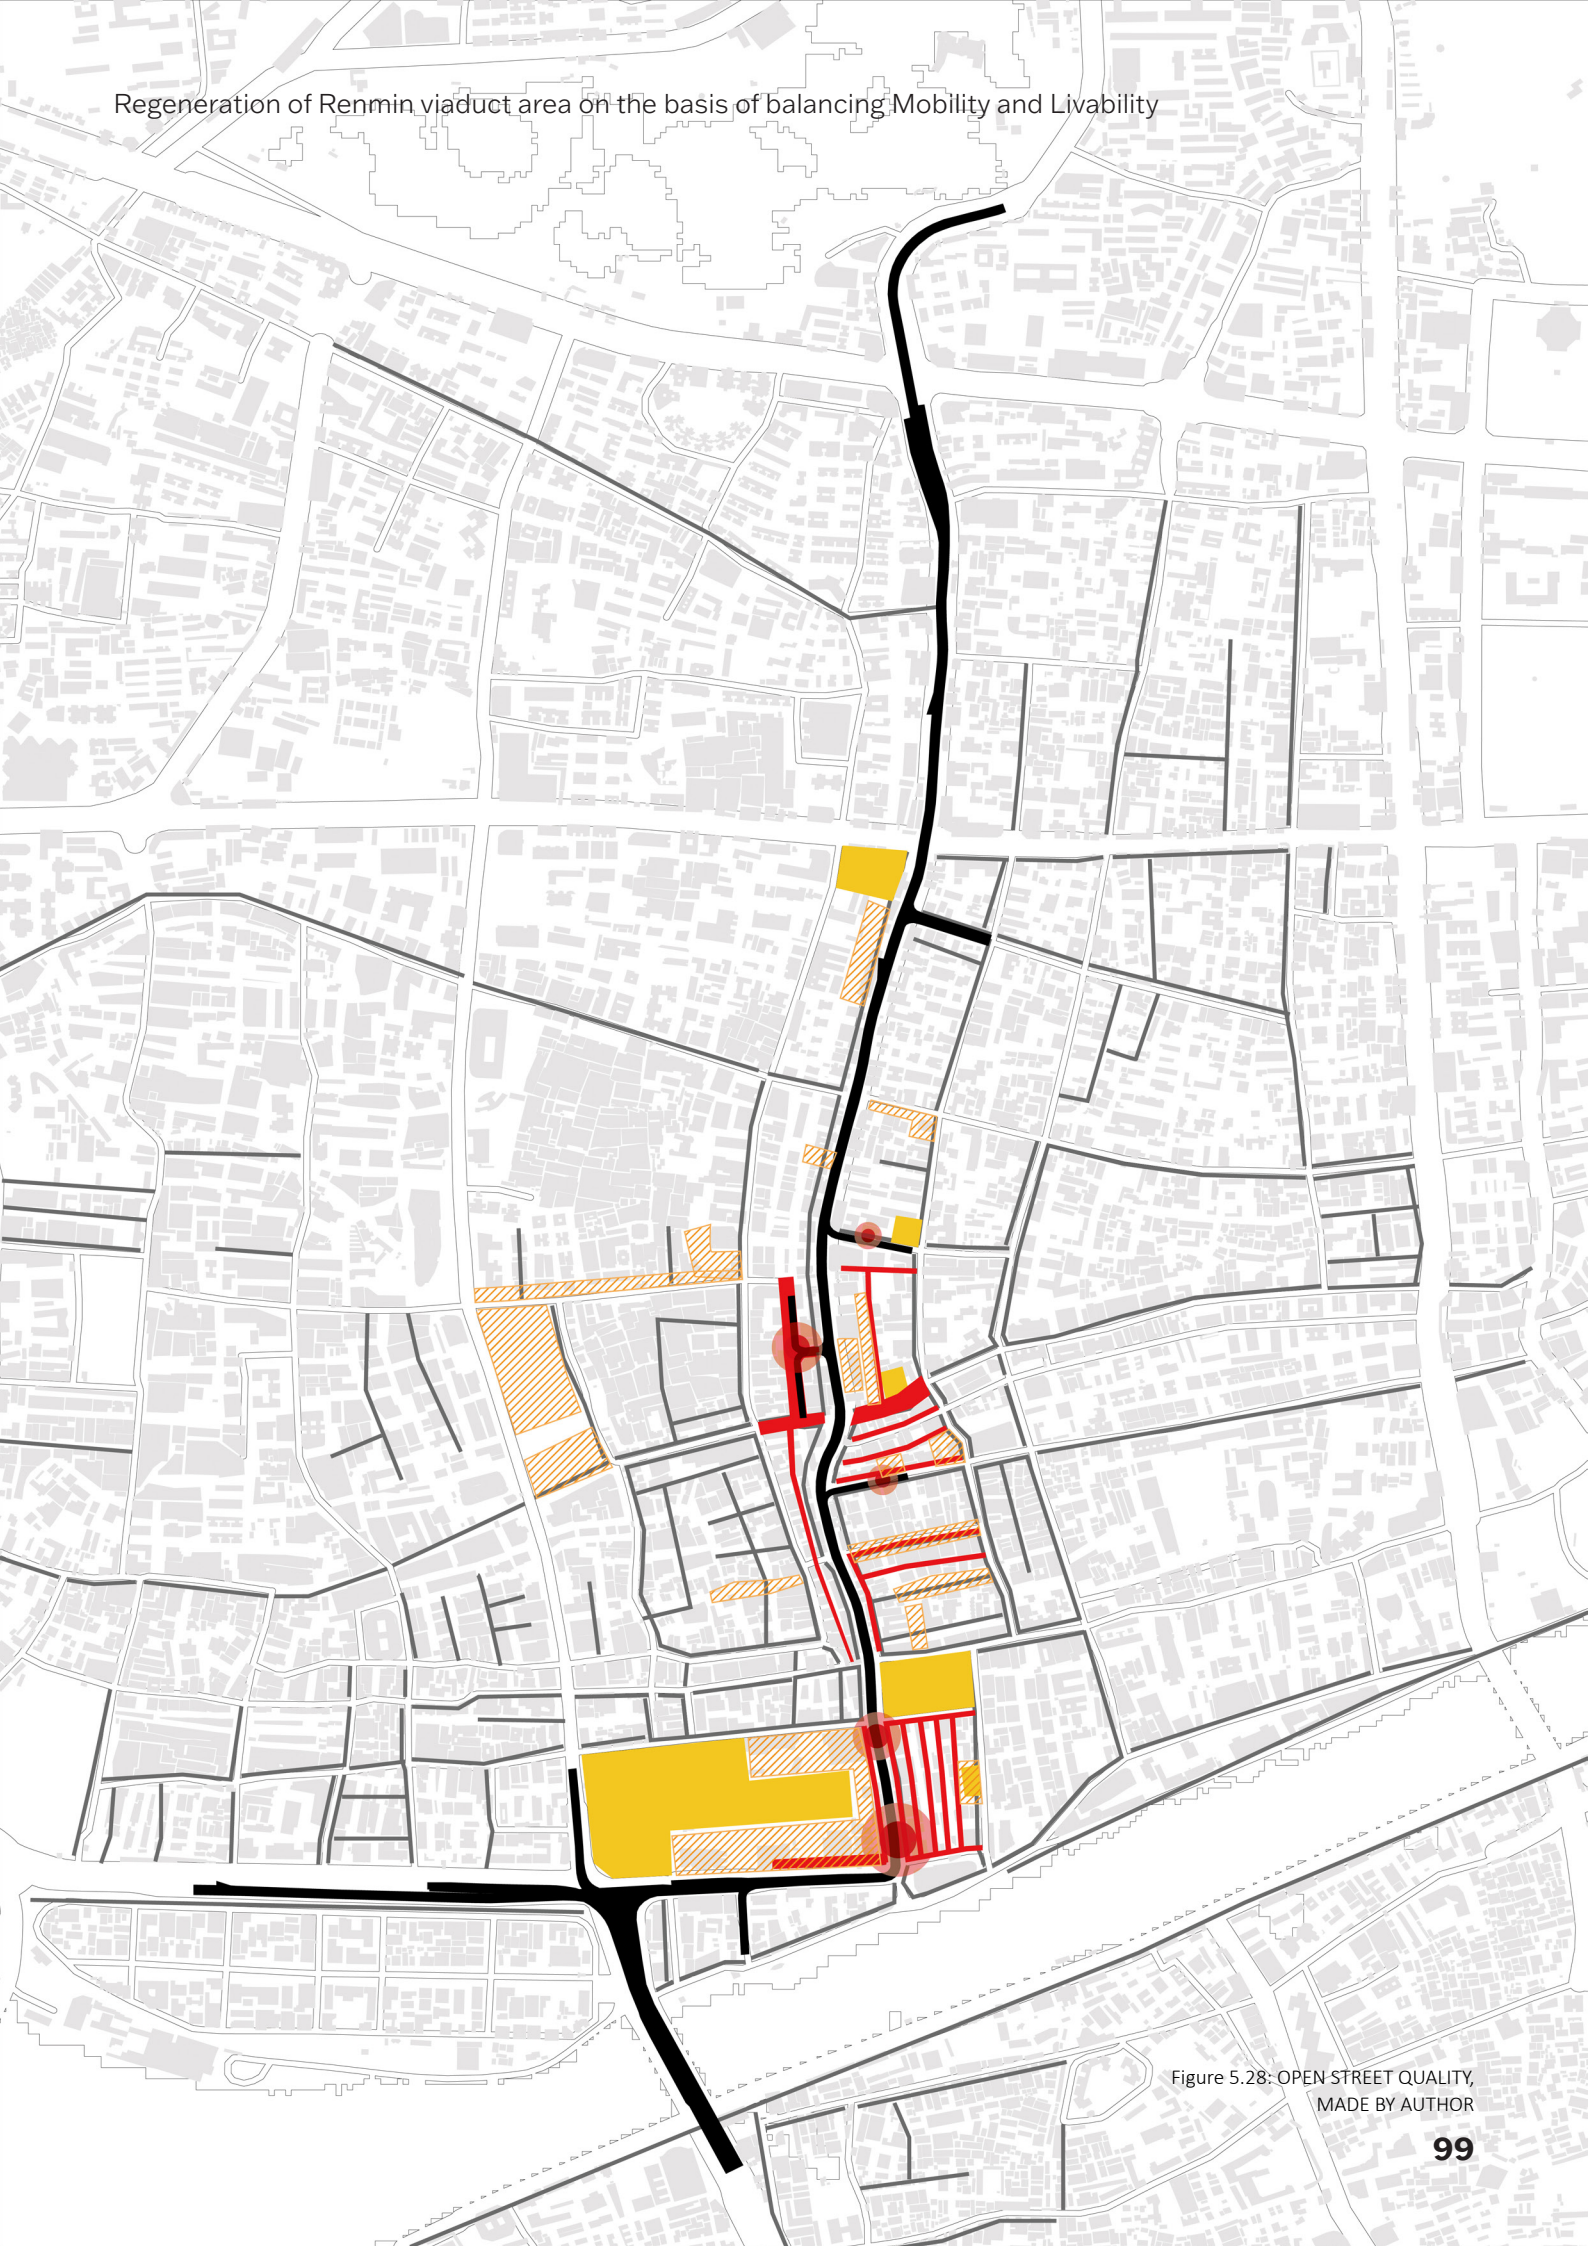 Regeneration of Renmin viaduct area on the basis of balancing Mobility and Livability
Figure 5.28: OPEN STREET QUALITY,
MADE BY AUTHOR
99